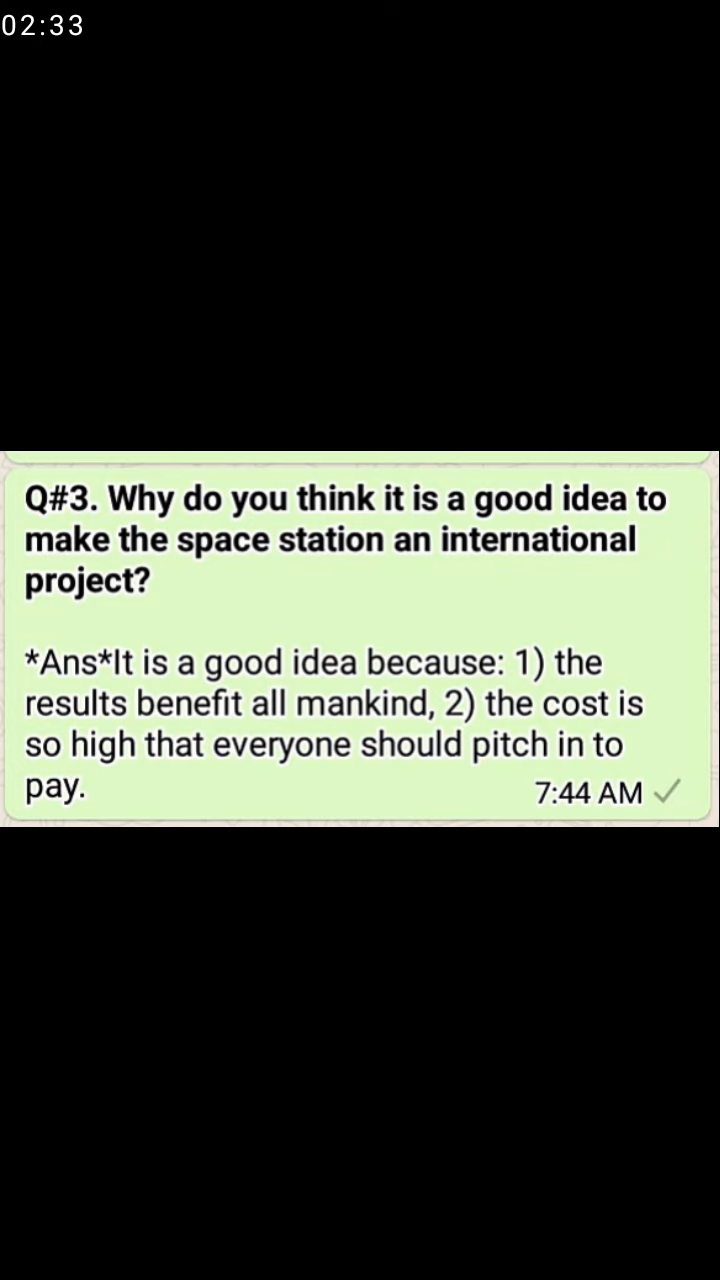 02:33
Q#3. Why do you think it is a good idea to
make the space station an international
project?
*Ans*It is a good idea because: 1) the
results benefit all mankind, 2) the cost is
so high that everyone should pitch in to
pay.
7:44 AM